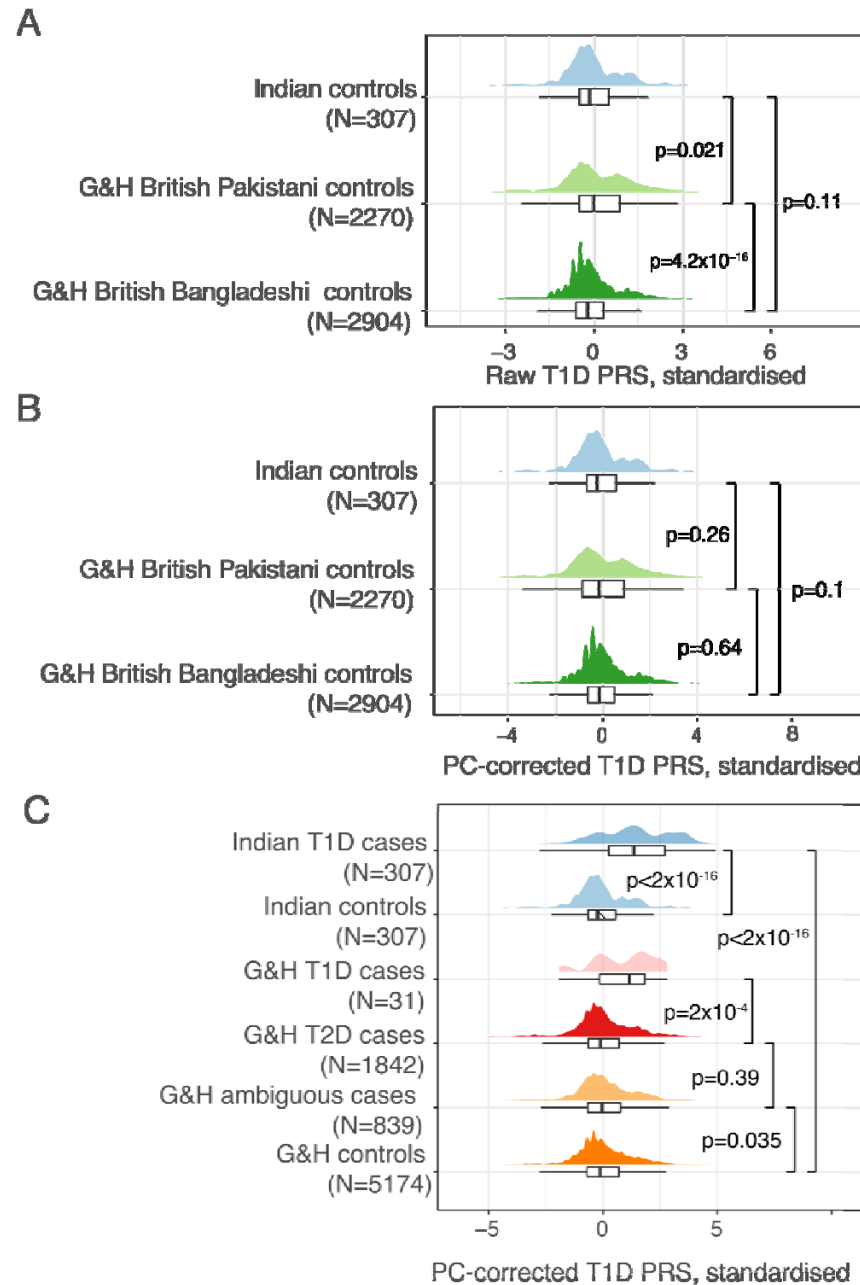 A
Indian controls
(N=307)
p=0.021
G&H British Pakistani controls
(N=2270)
p=0.11
p=4.2x10⁻¹⁶
G&H British Bangladeshi controls
(N=2904)
−3 0 3 6
Raw T1D PRS, standardised
B
Indian controls
(N=307)
p=0.26
G&H British Pakistani controls
(N=2270)
p=0.1
p=0.64
G&H British Bangladeshi controls
(N=2904)
−4 0 4 8
PC-corrected T1D PRS, standardised
C
Indian T1D cases
(N=307)
p<2x10⁻¹⁶
Indian controls
(N=307)
p<2x10⁻¹⁶
G&H T1D cases
(N=31)
p=2x10⁻⁴
G&H T2D cases
(N=1842)
p=0.39
G&H ambiguous cases
(N=839)
p=0.035
G&H controls
(N=5174)
−5 0 5
PC-corrected T1D PRS, standardised